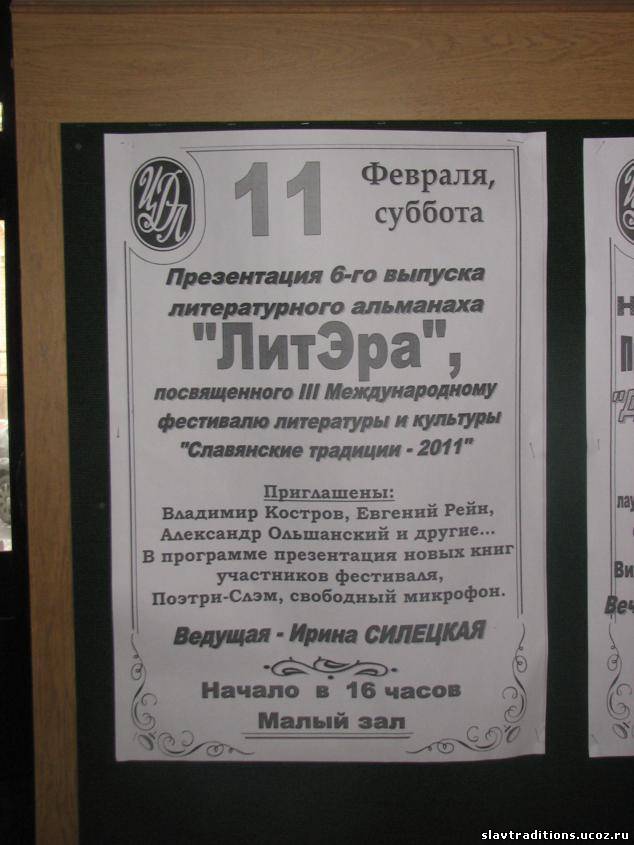 ЦДЛ
11
Февраля,
суббота
Презентация 6-го выпуска
литературного альманаха
"ЛитЭра",
посвященного III Международному
фестивалю литературы и культуры
"Славянские традиции - 2011"
Приглашены:
Владимир Костров, Евгений Рейн,
Александр Ольшанский и другие...
В программе презентация новых книг
участников фестиваля,
Поэтри-Слэм, свободный микрофон.
Ведущая - Ирина СИЛЕЦКАЯ
Начало в 16 часов
Малый зал
slavtraditions.ucoz.ru